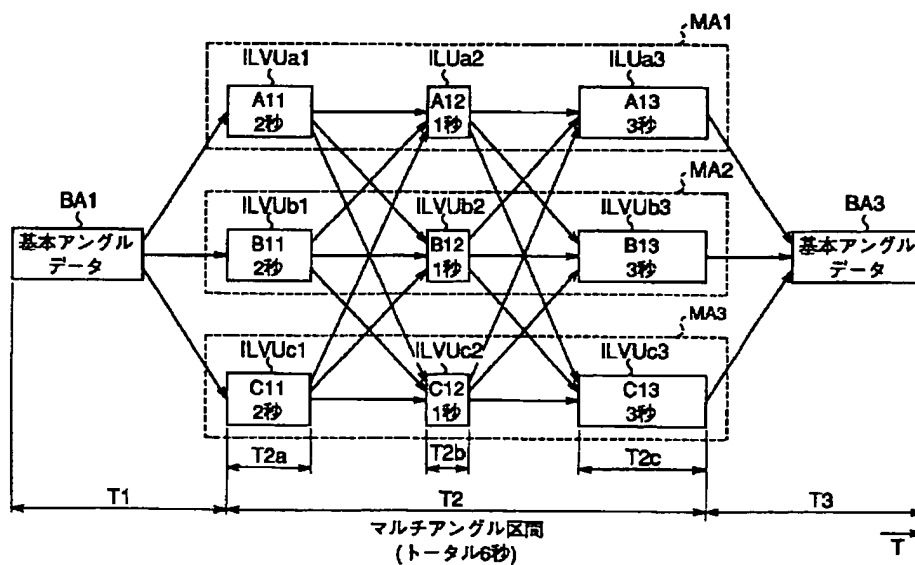 MA1
ILVUa1 ILUa2 ILUa3
A11 A12 A13
2秒 1秒 3秒
MA2
BA1 ILVUb1 ILVUb2 ILVUb3 BA3
基本アングル B11 B12 B13 基本アングル
データ 2秒 1秒 3秒 データ
MA3
ILVUc1 ILVUc2 ILVUc3
C11 C12 C13
2秒 1秒 3秒
T2a T2b T2c
T1 T2 T3
マルチアングル区間
(トータル6秒)
T